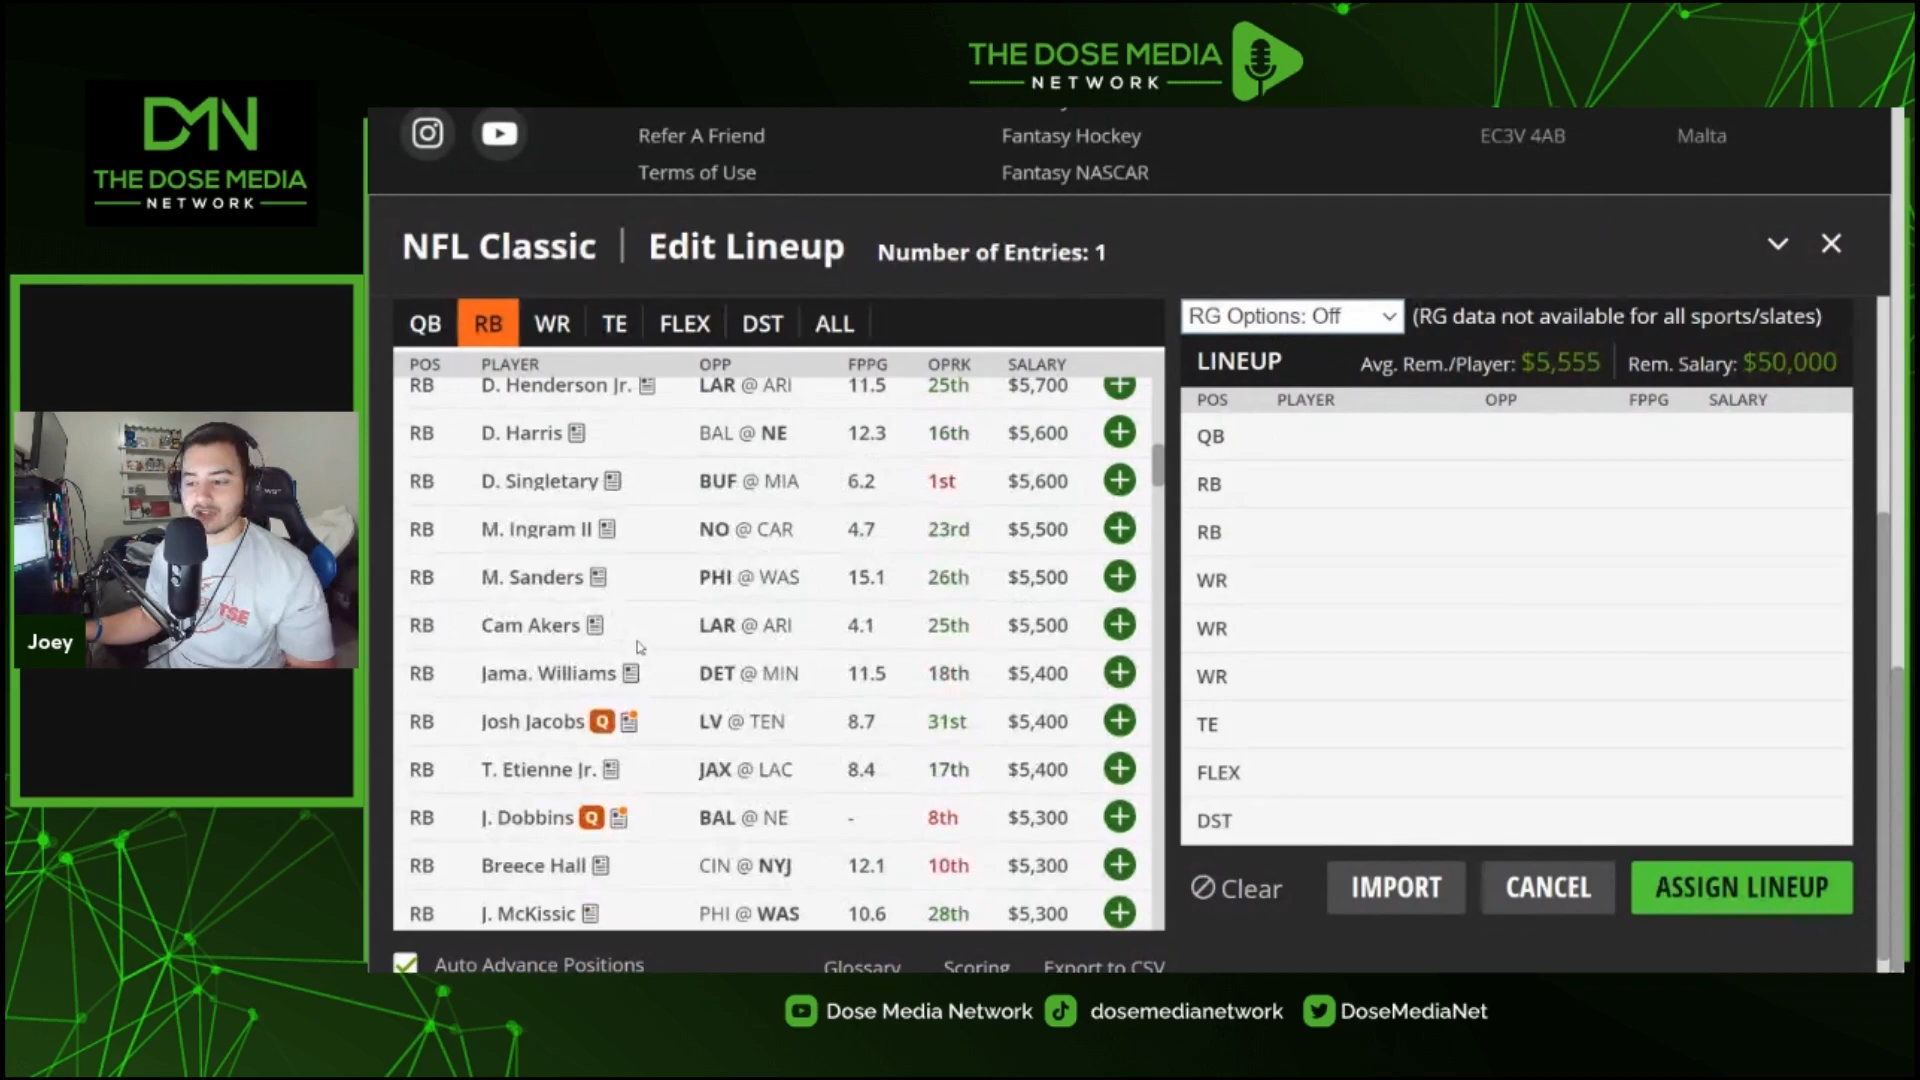 THE DOSE MEDIA
NETWORK
DMN
THE DOSE MEDIA
NETWORK
Refer A Friend
Fantasy Hockey
EC3V 4AB
Malta
Terms of Use
Fantasy NASCAR
NFL Classic | Edit Lineup Number of Entries: 1
QB RB WR TE FLEX DST ALL
POS PLAYER OPP FPPG OPRK SALARY
RB D. Henderson Jr. LAR @ ARI 11.5 25th $5,700
RB D. Harris BAL @ NE 12.3 16th $5,600
RB D. Singletary BUF @ MIA 6.2 1st $5,600
RB M. Ingram II NO @ CAR 4.7 23rd $5,500
RB M. Sanders PHI @ WAS 15.1 26th $5,500
RB Cam Akers LAR @ ARI 4.1 25th $5,500
RB Jama. Williams DET @ MIN 11.5 18th $5,400
RB Josh Jacobs Q LV @ TEN 8.7 31st $5,400
RB T. Etienne Jr. JAX @ LAC 8.4 17th $5,400
RB J. Dobbins Q BAL @ NE - 8th $5,300
RB Breece Hall CIN @ NYJ 12.1 10th $5,300
RB J. McKissic PHI @ WAS 10.6 28th $5,300
Auto Advance Positions Glossary Scoring Export to CSV
RG Options: Off (RG data not available for all sports/slates)
LINEUP Avg. Rem./Player: $5,555 Rem. Salary: $50,000
POS PLAYER OPP FPPG SALARY
QB
RB
RB
WR
WR
WR
TE
FLEX
DST
Clear IMPORT CANCEL ASSIGN LINEUP
TSE
Joey
Dose Media Network dosemedianetwork DoseMediaNet